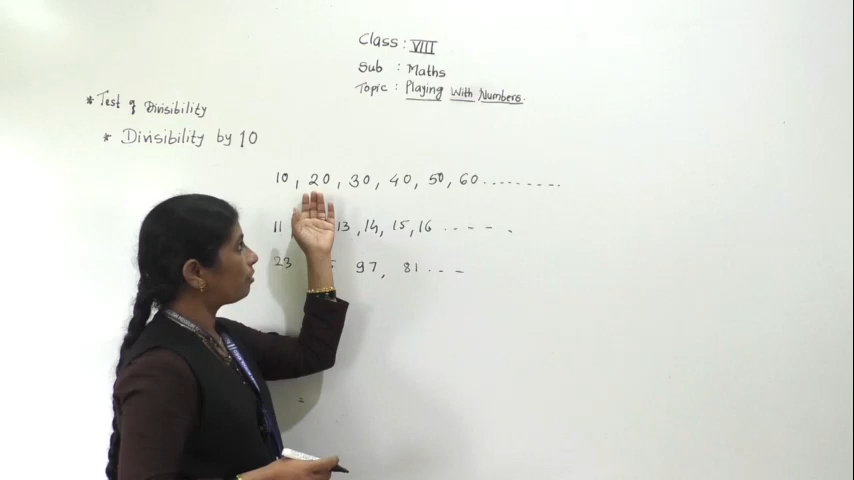 Class : VIII
Sub : Maths
Topic : Playing With Numbers.
* Test of Divisibility
* Divisibility by 10
10, 20, 30, 40, 50, 60.........
11 13, 14, 15, 16 - - - - .
23 97, 81 . - -